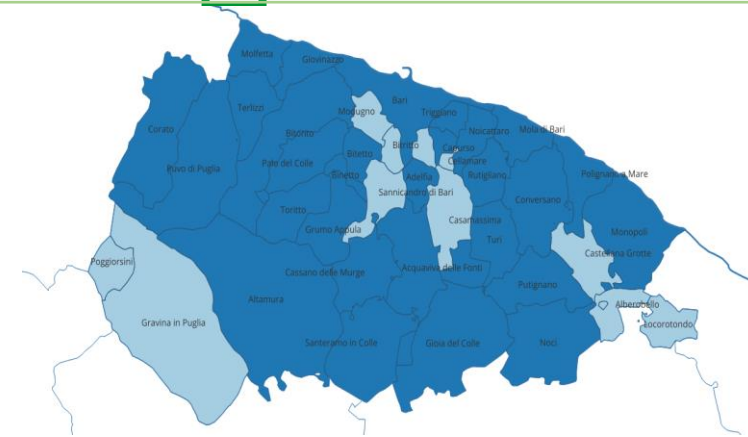 Molfetta
Giovinazzo
Bari
Terlizzi
Modugno
Triggiano
Corato
Bitonto
Noicattaro
Mola di Bari
Bitritto
Capurso
Bitetto
Cellamare
Palo del Colle
Ruvo di Puglia
Binetto
Adelfia
Rutigliano
Polignano a Mare
Sannicandro di Bari
Conversano
Toritto
Casamassima
Grumo Appula
Turi
Monopoli
Castellana Grotte
Poggiorsini
Cassano delle Murge
Acquaviva delle Fonti
Putignano
Altamura
Alberobello
Gravina in Puglia
Locorotondo
Santeramo in Colle
Gioia del Colle
Noci